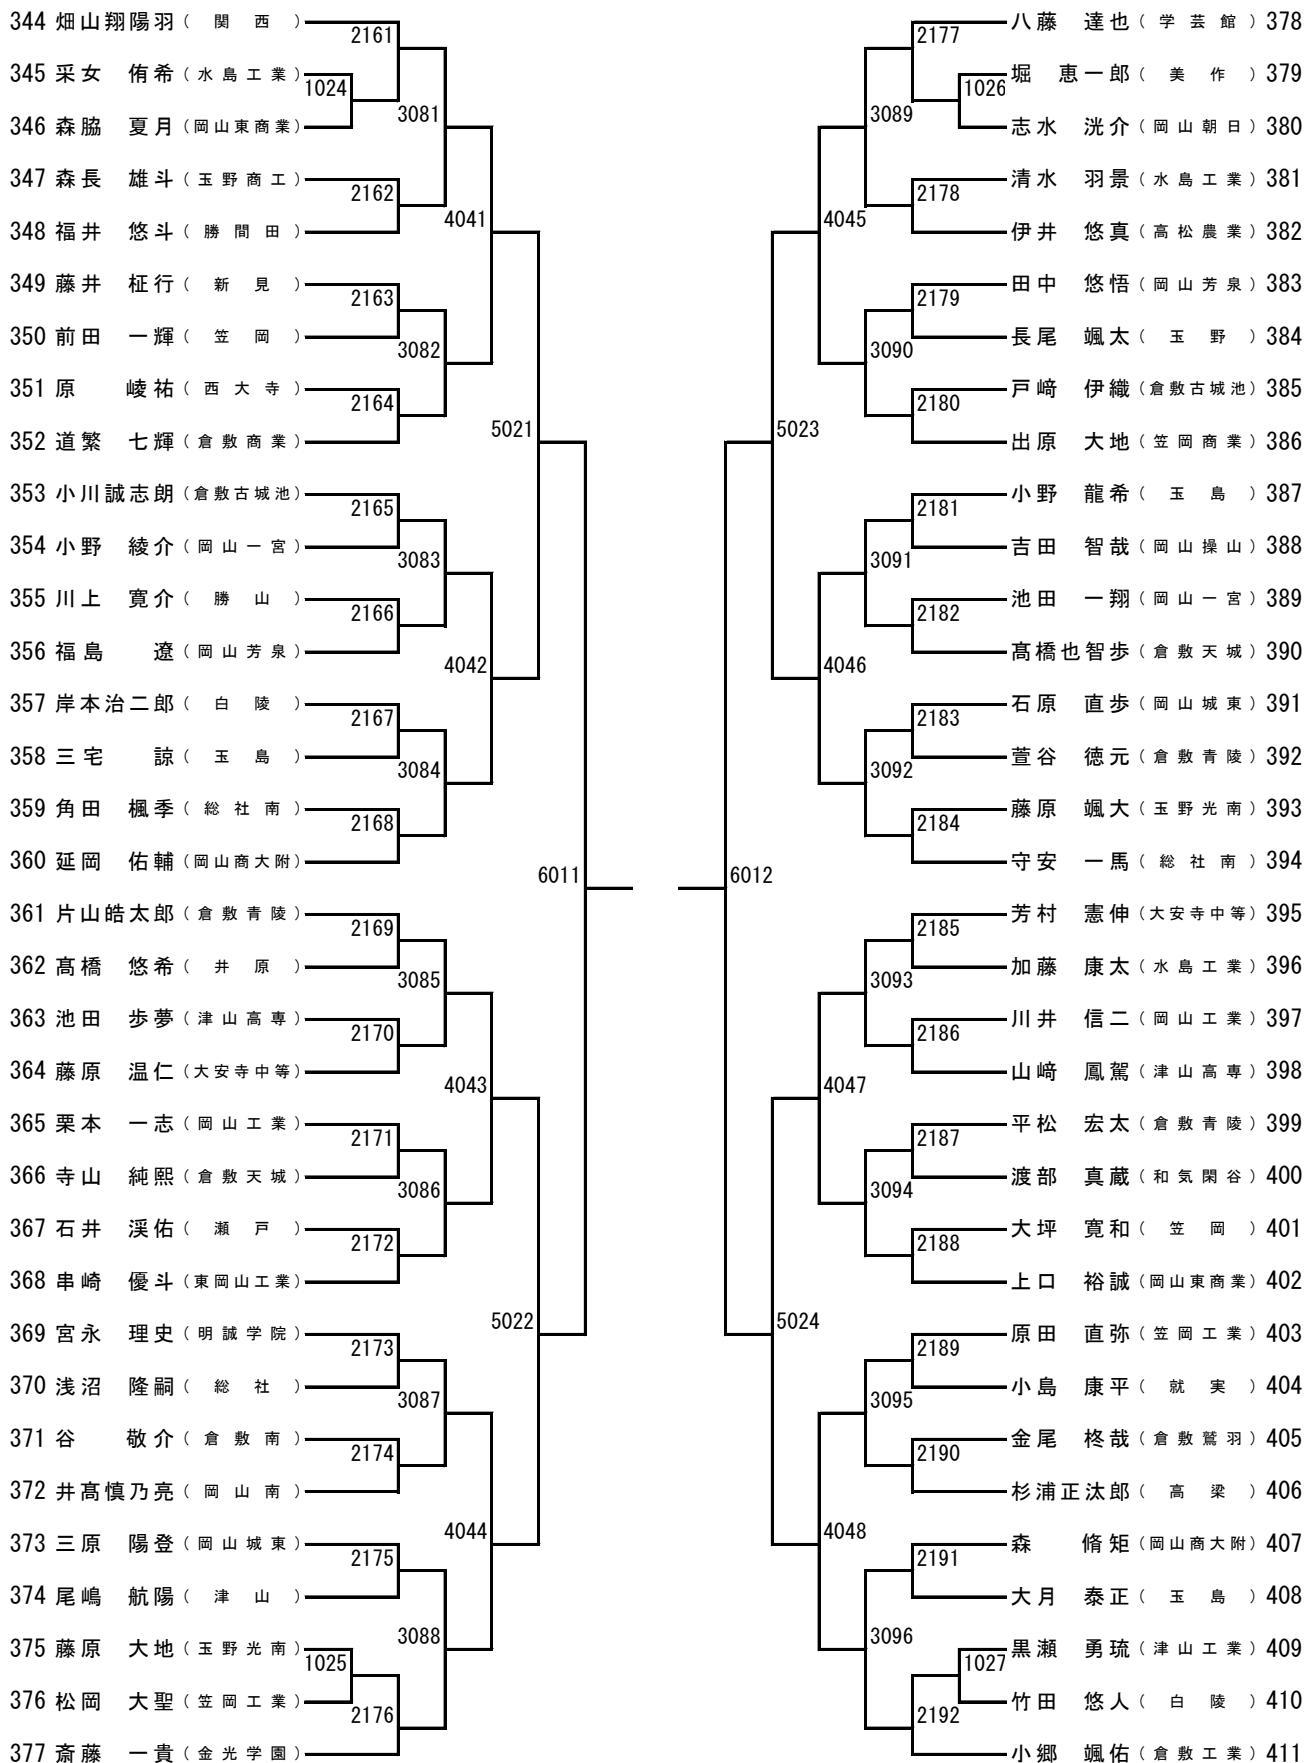 344 畑山翔陽羽 ( 関 西 )
345 采女 侑希 ( 水島工業 )
346 森脇 夏月 ( 岡山東商業 )
347 森長 雄斗 ( 玉野商工 )
348 福井 悠斗 ( 勝間田 )
349 藤井 柾行 ( 新 見 )
350 前田 一輝 ( 笠 岡 )
351 原 崚祐 ( 西大寺 )
352 道繁 七輝 ( 倉敷商業 )
353 小川誠志朗 ( 倉敷古城池 )
354 小野 綾介 ( 岡山一宮 )
355 川上 寛介 ( 勝 山 )
356 福島 遼 ( 岡山芳泉 )
357 岸本治二郎 ( 白 陵 )
358 三宅 諒 ( 玉 島 )
359 角田 楓季 ( 総社南 )
360 延岡 佑輔 ( 岡山商大附 )
361 片山皓太郎 ( 倉敷青陵 )
362 髙橋 悠希 ( 井 原 )
363 池田 歩夢 ( 津山高専 )
364 藤原 温仁 ( 大安寺中等 )
365 栗本 一志 ( 岡山工業 )
366 寺山 純熙 ( 倉敷天城 )
367 石井 渓佑 ( 瀬 戸 )
368 串崎 優斗 ( 東岡山工業 )
369 宮永 理史 ( 明誠学院 )
370 浅沼 隆嗣 ( 総 社 )
371 谷 敬介 ( 倉敷南 )
372 井髙慎乃亮 ( 岡山南 )
373 三原 陽登 ( 岡山城東 )
374 尾嶋 航陽 ( 津 山 )
375 藤原 大地 ( 玉野光南 )
376 松岡 大聖 ( 笠岡工業 )
377 斎藤 一貴 ( 金光学園 )
1024
1025
2161
2162
2163
2164
2165
2166
2167
2168
2169
2170
2171
2172
2173
2174
2175
2176
3081
3082
3083
3084
3085
3086
3087
3088
4041
4042
4043
4044
5021
5022
6011
6012
5023
5024
4045
4046
4047
4048
3089
3090
3091
3092
3093
3094
3095
3096
2177
2178
2179
2180
2181
2182
2183
2184
2185
2186
2187
2188
2189
2190
2191
2192
1026
1027
八藤 達也 ( 学芸館 ) 378
堀 恵一郎 ( 美 作 ) 379
志水 洸介 ( 岡山朝日 ) 380
清水 羽景 ( 水島工業 ) 381
伊井 悠真 ( 高松農業 ) 382
田中 悠悟 ( 岡山芳泉 ) 383
長尾 颯太 ( 玉 野 ) 384
戸﨑 伊織 ( 倉敷古城池 ) 385
出原 大地 ( 笠岡商業 ) 386
小野 龍希 ( 玉 島 ) 387
吉田 智哉 ( 岡山操山 ) 388
池田 一翔 ( 岡山一宮 ) 389
髙橋也智歩 ( 倉敷天城 ) 390
石原 直歩 ( 岡山城東 ) 391
萱谷 徳元 ( 倉敷青陵 ) 392
藤原 颯大 ( 玉野光南 ) 393
守安 一馬 ( 総社南 ) 394
芳村 憲伸 ( 大安寺中等 ) 395
加藤 康太 ( 水島工業 ) 396
川井 信二 ( 岡山工業 ) 397
山﨑 鳳駕 ( 津山高専 ) 398
平松 宏太 ( 倉敷青陵 ) 399
渡部 真蔵 ( 和気閑谷 ) 400
大坪 寛和 ( 笠 岡 ) 401
上口 裕誠 ( 岡山東商業 ) 402
原田 直弥 ( 笠岡工業 ) 403
小島 康平 ( 就 実 ) 404
金尾 柊哉 ( 倉敷鷲羽 ) 405
杉浦正汰郎 ( 高 梁 ) 406
森 脩矩 ( 岡山商大附 ) 407
大月 泰正 ( 玉 島 ) 408
黒瀬 勇琉 ( 津山工業 ) 409
竹田 悠人 ( 白 陵 ) 410
小郷 颯佑 ( 倉敷工業 ) 411